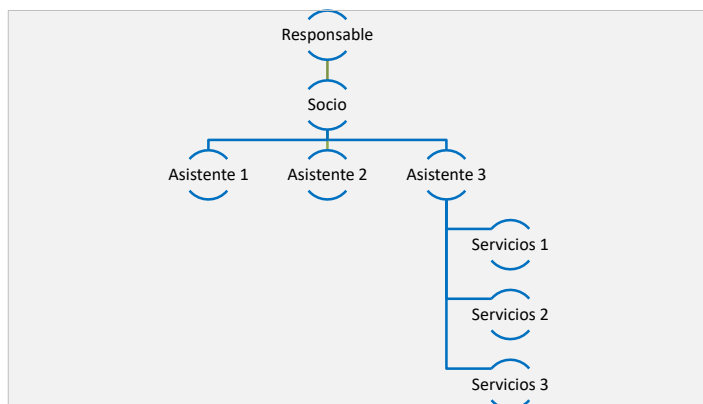 Responsable
Socio
Asistente 1
Asistente 2
Asistente 3
Servicios 1
Servicios 2
Servicios 3